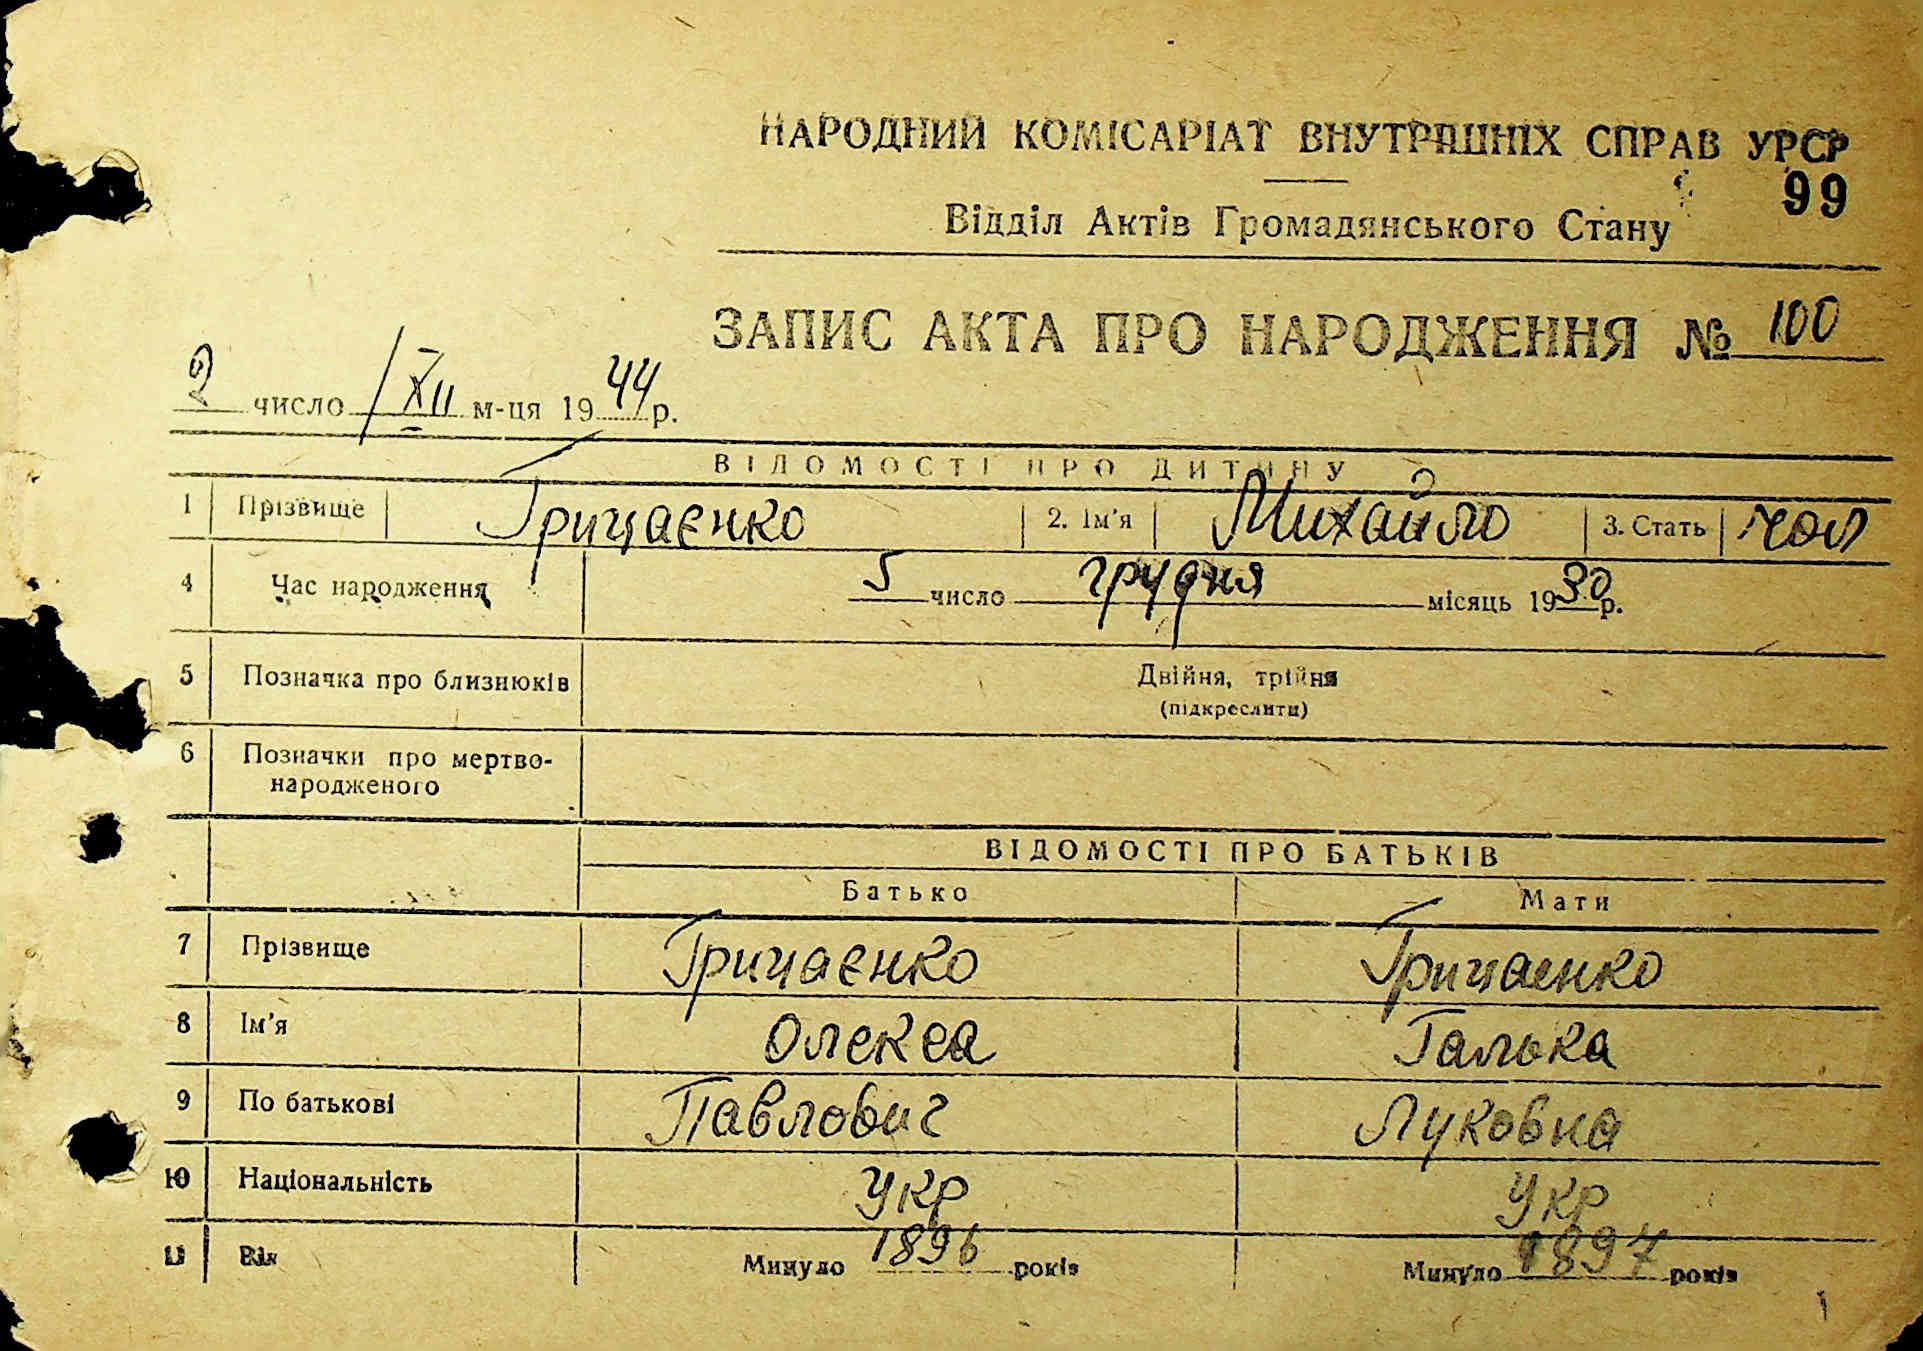 НАРОДНИЙ КОМІСАРІАТ ВНУТРІШНІХ СПРАВ УРСР
99
Відділ Актів Громадянського Стану
ЗАПИС АКТА ПРО НАРОДЖЕННЯ № 100
2 число / XII м-ця 1944 р.
ВІДОМОСТІ ПРО ДИТИНУ
1 Прізвище Грицаєнко 2. Ім'я Михайло 3. Стать чол
4 Час народження 5 число грудня місяць 1930 р.
5 Позначка про близнюків Двійня, трійня
(підкреслити)
6 Позначки про мертво-
народженого
ВІДОМОСТІ ПРО БАТЬКІВ
Батько Мати
7 Прізвище Грицаєнко Грицаенко
8 Ім'я Олекса Галька
9 По батькові Павлович Луковна
10 Національність Укр Укр
11 Вік Минуло 1896 років Минуло 1897 років